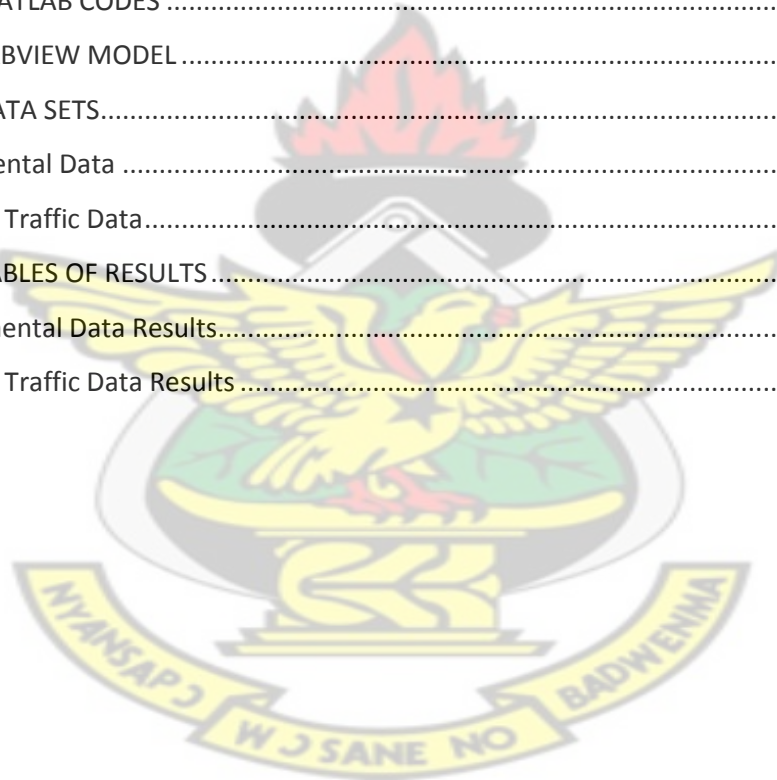 ATLAB CODES ....................................................................................
BVIEW MODEL ..................................................................................
ATA SETS............................................................................................
ental Data .........................................................................................
Traffic Data......................................................................................
ABLES OF RESULTS ...........................................................................
ental Data Results............................................................................
Traffic Data Results .........................................................................
NYANSAPƆ
WƆ SANE NO
BADWENMA